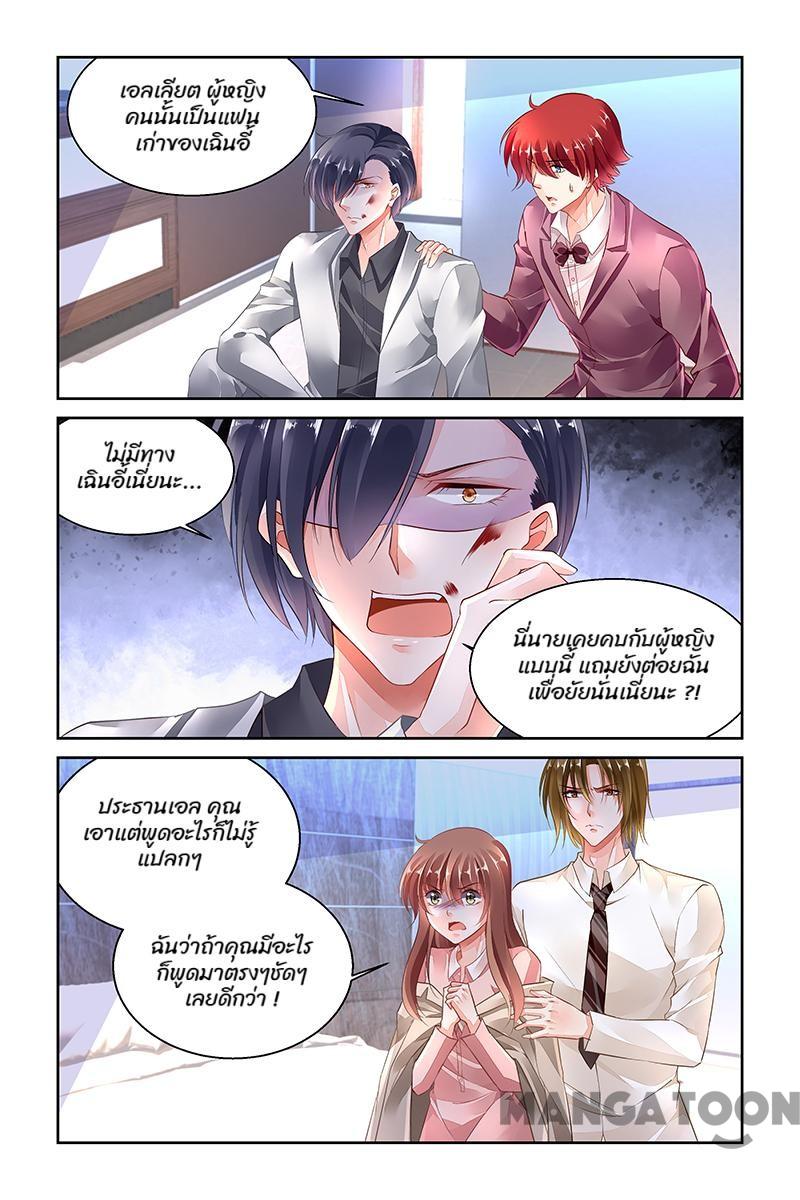 เอลเลียต ผู้หญิง
คนนั้นเป็นแฟน
เก่าของเฉินอี้
ไม่มีทาง
เฉินอี้เนี่ยนะ...
นี่นายเคยคบกับผู้หญิง
แบบนี้ แถมยังต่อยฉัน
เพื่อยัยนั่นเนี่ยนะ ?!
ประธานเอล คุณ
เอาแต่พูดอะไรก็ไม่รู้
แปลกๆ
ฉันว่าถ้าคุณมีอะไร
ก็พูดมาตรงๆชัดๆ
เลยดีกว่า !
MANGATOON